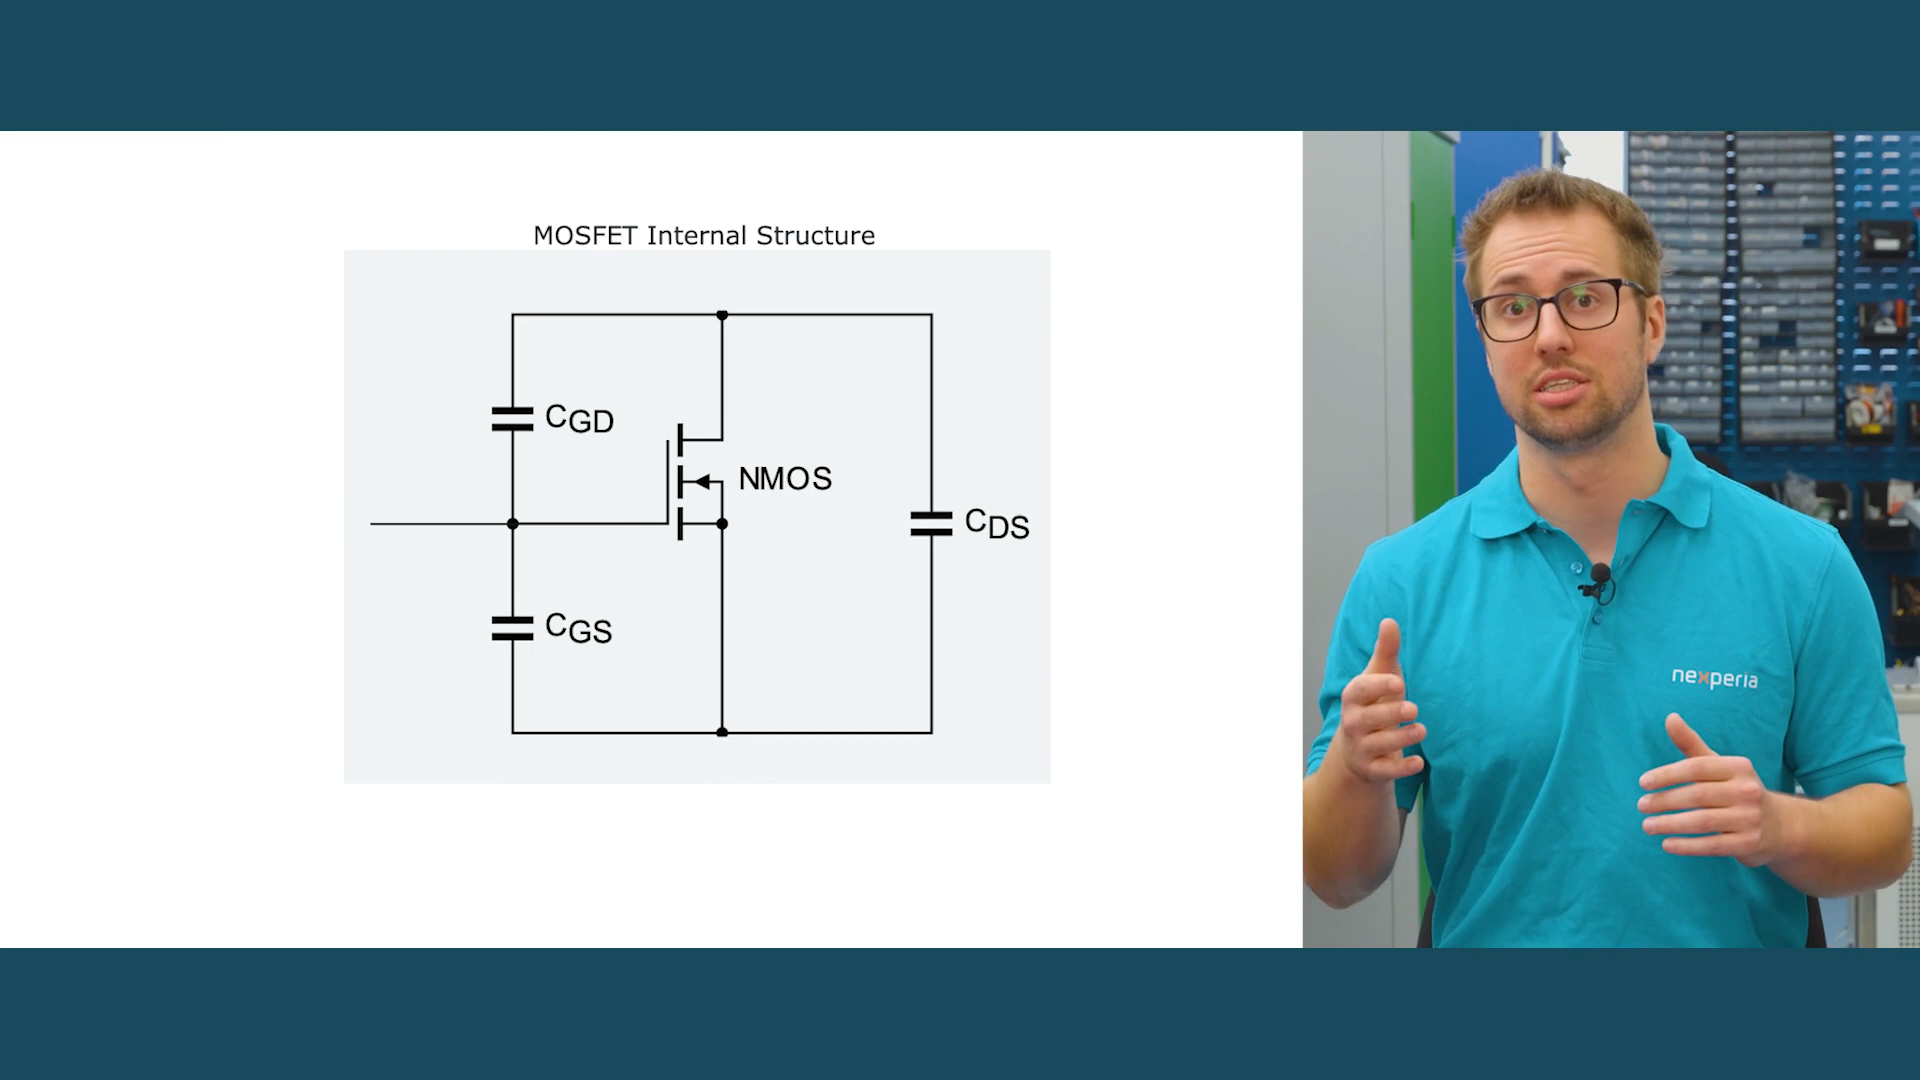 MOSFET Internal Structure
CGD
NMOS
CDS
CGS
nexperia